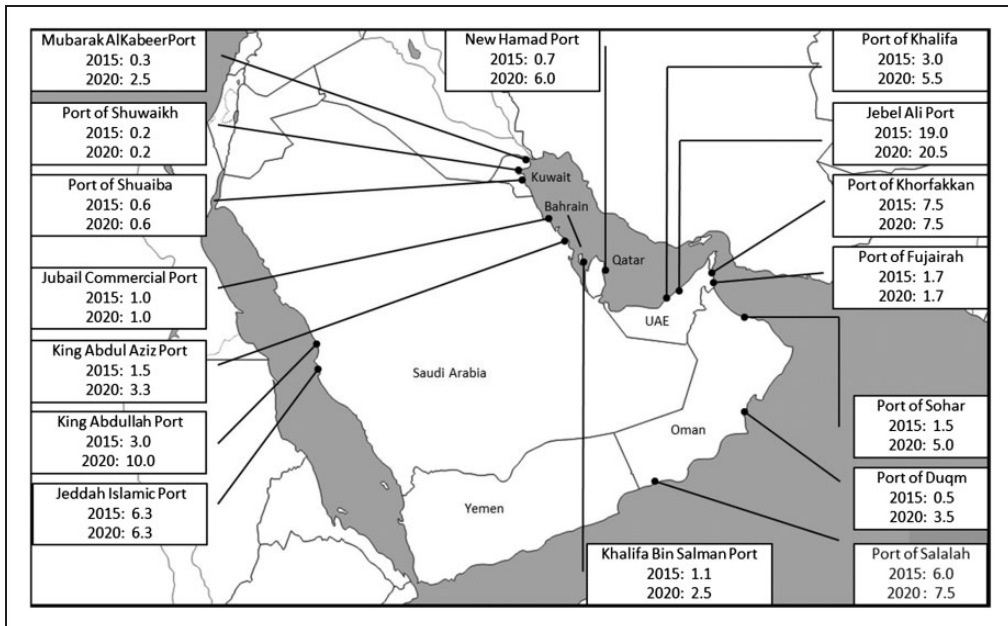 Mubarak AlKabeerPort
2015: 0.3
2020: 2.5
Port of Shuwaikh
2015: 0.2
2020: 0.2
Port of Shuaiba
2015: 0.6
2020: 0.6
Jubail Commercial Port
2015: 1.0
2020: 1.0
King Abdul Aziz Port
2015: 1.5
2020: 3.3
King Abdullah Port
2015: 3.0
2020: 10.0
Jeddah Islamic Port
2015: 6.3
2020: 6.3
New Hamad Port
2015: 0.7
2020: 6.0
Kuwait
Bahrain
Qatar
UAE
Saudi Arabia
Oman
Yemen
Khalifa Bin Salman Port
2015: 1.1
2020: 2.5
Port of Khalifa
2015: 3.0
2020: 5.5
Jebel Ali Port
2015: 19.0
2020: 20.5
Port of Khorfakkan
2015: 7.5
2020: 7.5
Port of Fujairah
2015: 1.7
2020: 1.7
Port of Sohar
2015: 1.5
2020: 5.0
Port of Duqm
2015: 0.5
2020: 3.5
Port of Salalah
2015: 6.0
2020: 7.5